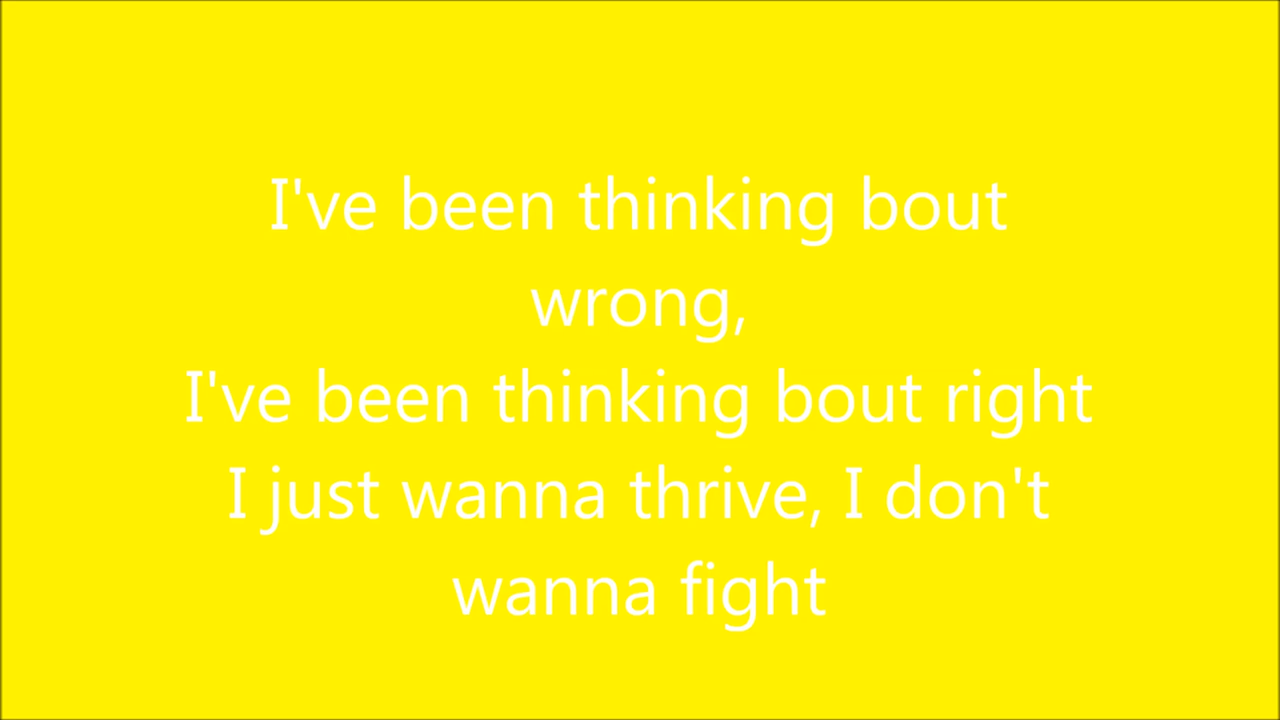 I've been thinking bout
wrong,
I've been thinking bout right
I just wanna thrive, I don't
wanna fight